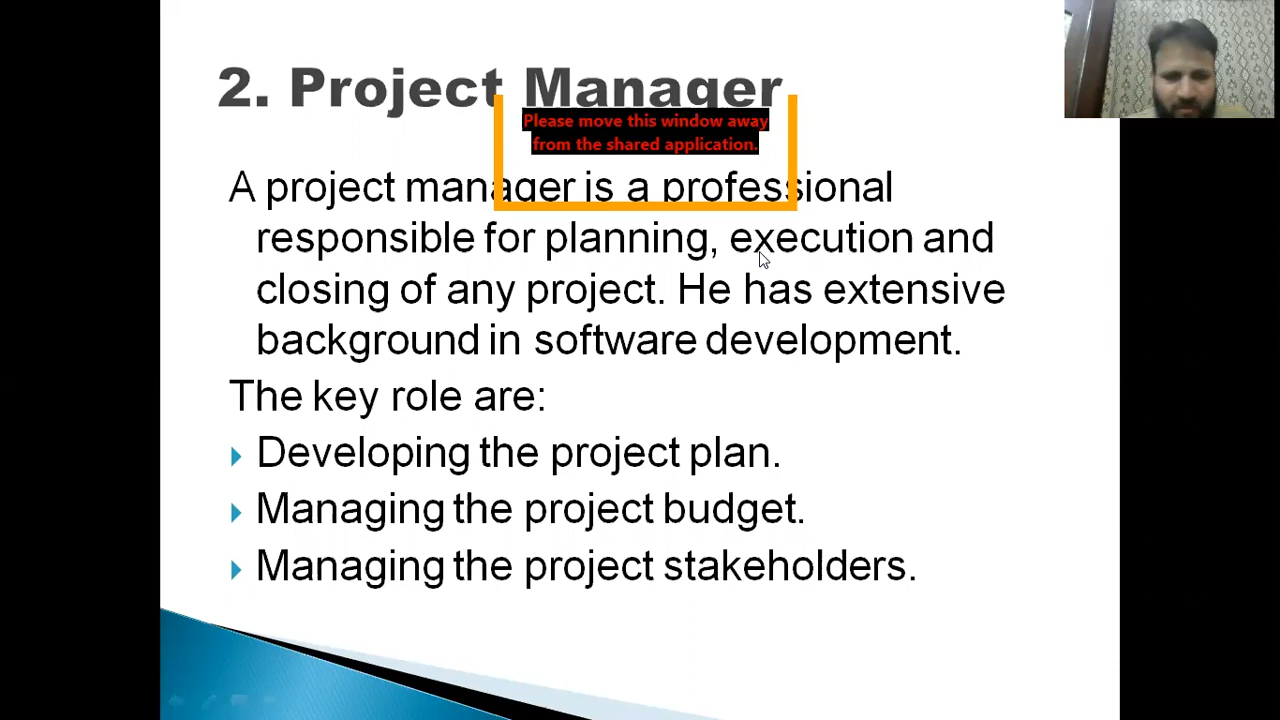 2. Project Manager
Please move this window away
from the shared application.
A project manager is a professional
responsible for planning, execution and
closing of any project. He has extensive
background in software development.
The key role are:
Developing the project plan.
Managing the project budget.
Managing the project stakeholders.